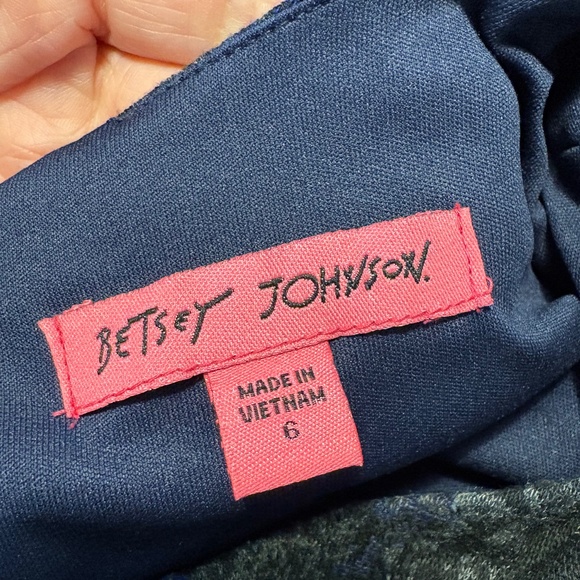 BETSEY JOHNSON.
MADE IN
VIETNAM
6